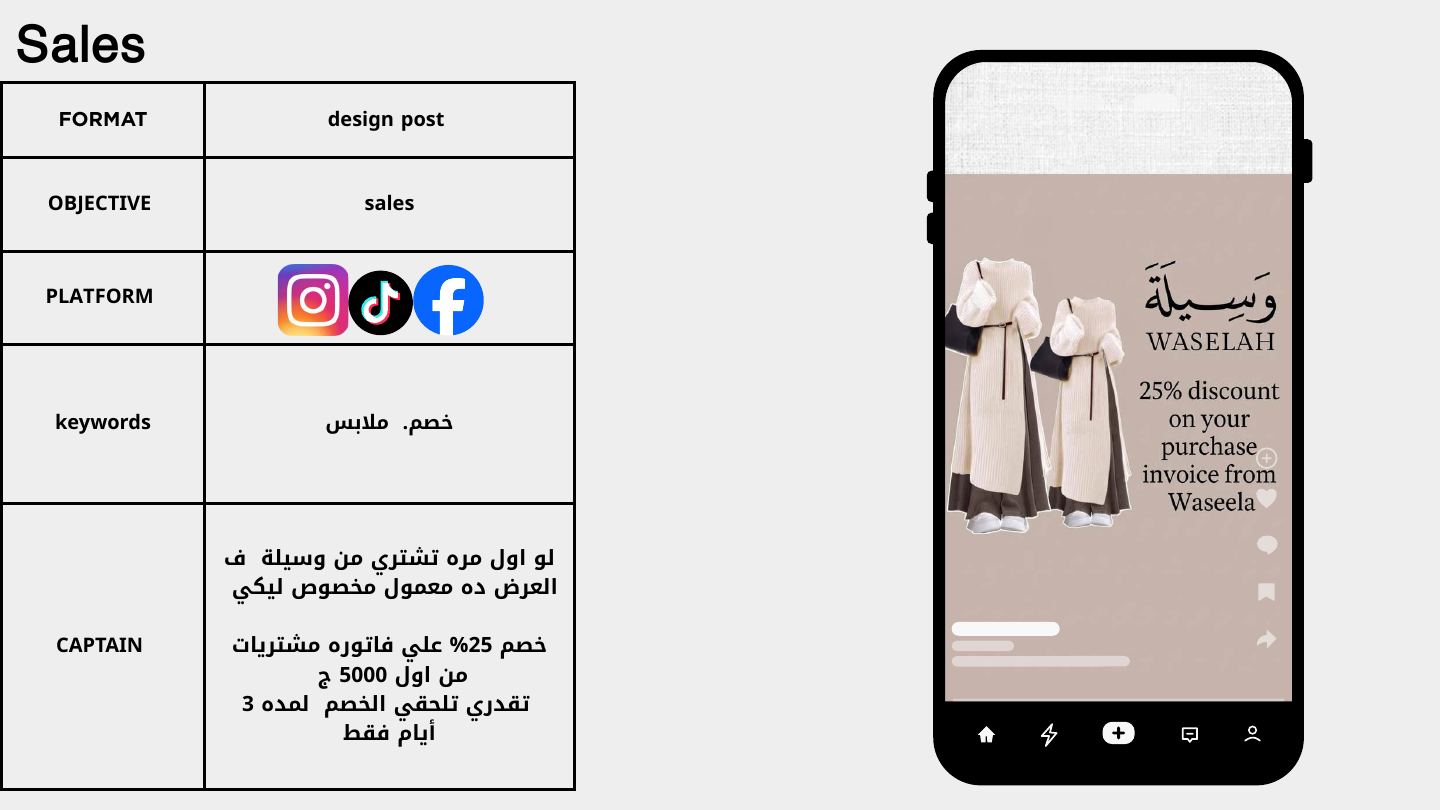 Sales
FORMAT
design post
OBJECTIVE
sales
PLATFORM
keywords
خصم. ملابس
CAPTAIN
لو اول مره تشتري من وسيلة ف
العرض ده معمول مخصوص ليكي
خصم 25% علي فاتوره مشتريات
من اول 5000 ج
تقدري تلحقي الخصم لمده 3
أيام فقط
وَسِيلَة
WASELAH
25% discount
on your
purchase
invoice from
Waseela